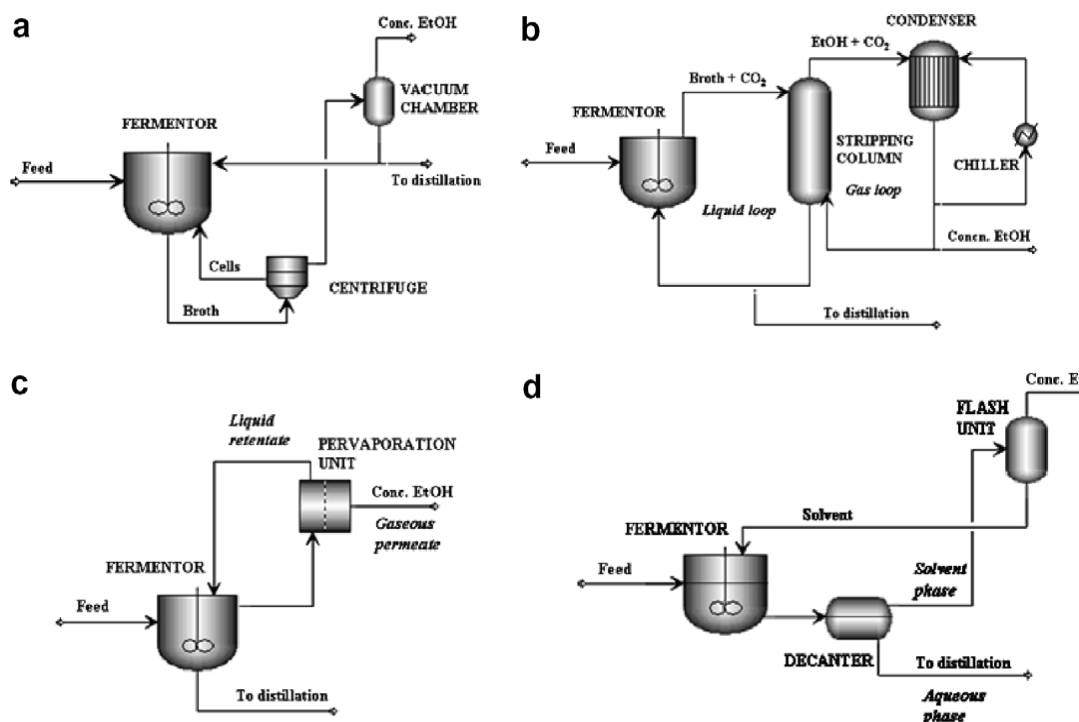 a
Conc. EtOH
VACUUM
CHAMBER
FERMENTOR
Feed
To distillation
Cells
CENTRIFUGE
Broth
b
CONDENSER
EtOH + CO₂
Broth + CO₂
FERMENTOR
Feed
STRIPPING
COLUMN
CHILLER
Liquid loop
Gas loop
Concn. EtOH
To distillation
c
Liquid
retentate
PERVAPORATION
UNIT
Conc. EtOH
Gaseous
permeate
FERMENTOR
Feed
To distillation
d
Conc. Et
FLASH
UNIT
Solvent
FERMENTOR
Feed
Solvent
phase
DECANTER
To distillation
Aqueous
phase